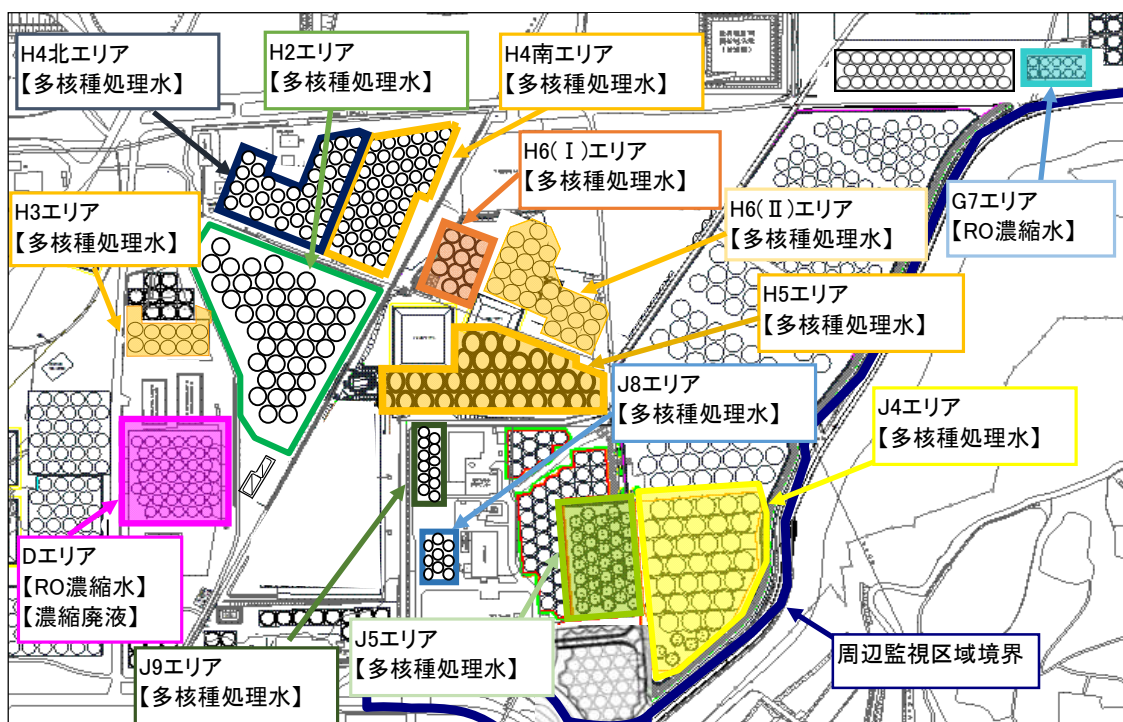 H4北エリア
【多核種処理水】
H2エリア
【多核種処理水】
H4南エリア
【多核種処理水】
H6(Ⅰ)エリア
【多核種処理水】
H3エリア
【多核種処理水】
H6(Ⅱ)エリア
【多核種処理水】
G7エリア
【RO濃縮水】
H5エリア
【多核種処理水】
J8エリア
【多核種処理水】
J4エリア
【多核種処理水】
Dエリア
【RO濃縮水】
【濃縮廃液】
J5エリア
【多核種処理水】
J9エリア
【多核種処理水】
周辺監視区域境界